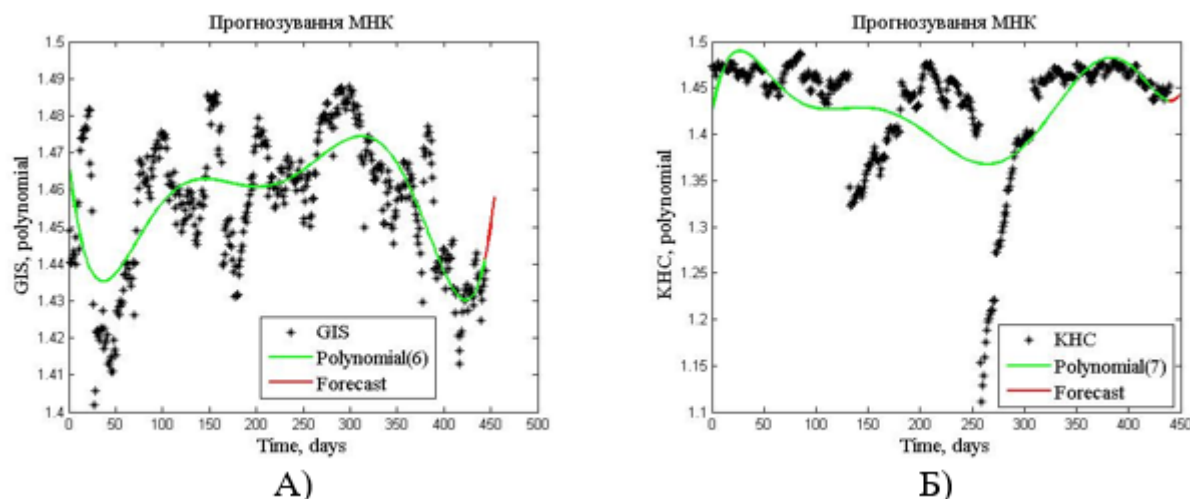 Прогнозування МНК
GIS, polynomial
1.5
1.49
1.48
1.47
1.46
1.45
1.44
1.43
1.42
1.41
1.4
0 50 100 150 200 250 300 350 400 450 500
Time, days
GIS
Polynomial(6)
Forecast
А)
Прогнозування МНК
KHC, polynomial
1.5
1.45
1.4
1.35
1.3
1.25
1.2
1.15
1.1
0 50 100 150 200 250 300 350 400 450
Time, days
KHC
Polynomial(7)
Forecast
Б)